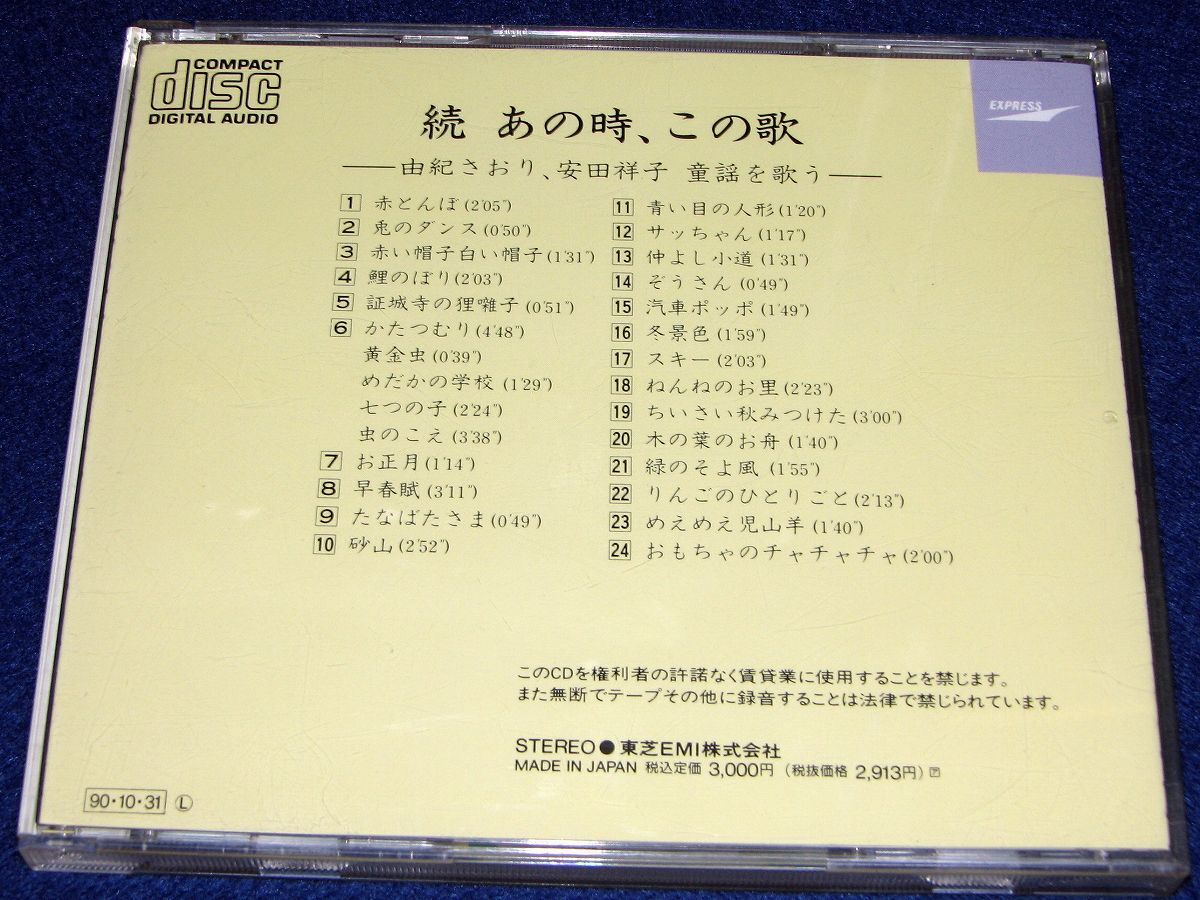 COMPACT
disc
DIGITAL AUDIO
EXPRESS
続 あの時、この歌
——由紀さおり、安田祥子 童謡を歌う——
1 赤とんぼ(2'05")
2 兎のダンス(0'50")
3 赤い帽子白い帽子(1'31")
4 鯉のぼり(2'03")
5 証城寺の狸囃子(0'51")
6 かたつむり(4'48")
黄金虫(0'39")
めだかの学校(1'29")
七つの子(2'24")
虫のこえ(3'38")
7 お正月(1'14")
8 早春賦(3'11")
9 たなばたさま(0'49")
10 砂山(2'52")
11 青い目の人形(1'20")
12 サッちゃん(1'17")
13 仲よし小道(1'31")
14 ぞうさん(0'49")
15 汽車ポッポ(1'49")
16 冬景色(1'59")
17 スキー(2'03")
18 ねんねのお里(2'23")
19 ちいさい秋みつけた(3'00")
20 木の葉のお舟(1'40")
21 緑のそよ風(1'55")
22 りんごのひとりごと(2'13")
23 めえめえ児山羊(1'40")
24 おもちゃのチャチャチャ(2'00")
このCDを権利者の許諾なく賃貸業に使用することを禁じます。
また無断でテープその他に録音することは法律で禁じられています。
STEREO●東芝EMI株式会社
MADE IN JAPAN 税込定価 3,000円(税抜価格 2,913円)
90・10・31 Ⓛ